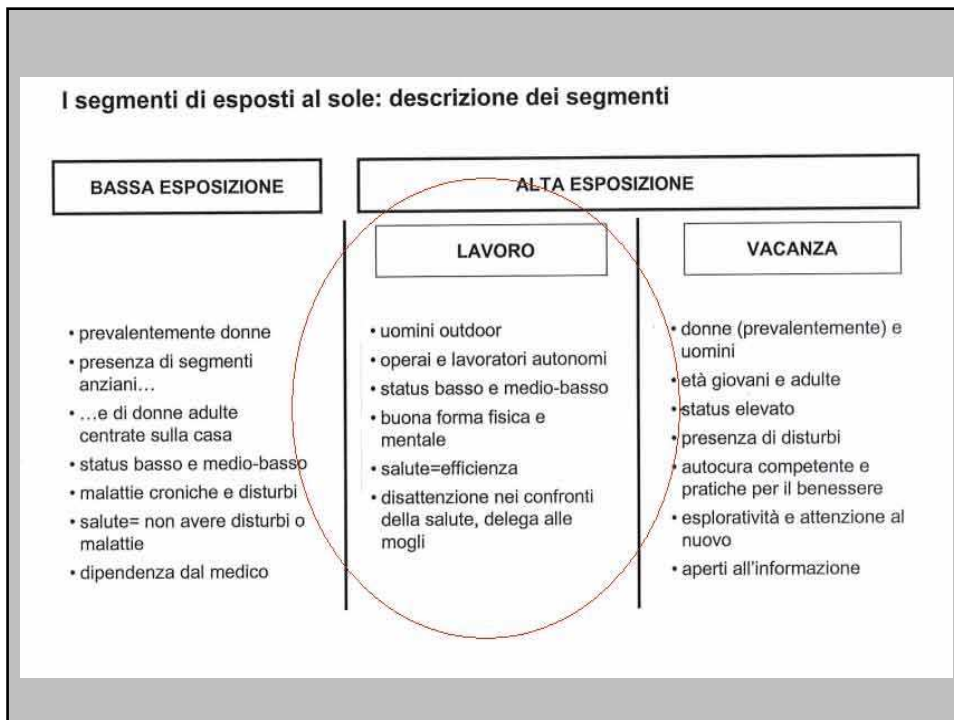 I segmenti di esposti al sole: descrizione dei segmenti
BASSA ESPOSIZIONE
ALTA ESPOSIZIONE
LAVORO
VACANZA
• prevalentemente donne
• presenza di segmenti
anziani…
• …e di donne adulte
centrate sulla casa
• status basso e medio-basso
• malattie croniche e disturbi
• salute= non avere disturbi o
malattie
• dipendenza dal medico
• uomini outdoor
• operai e lavoratori autonomi
• status basso e medio-basso
• buona forma fisica e
mentale
• salute=efficienza
• disattenzione nei confronti
della salute, delega alle
mogli
• donne (prevalentemente) e
uomini
• età giovani e adulte
• status elevato
• presenza di disturbi
• autocura competente e
pratiche per il benessere
• esploratività e attenzione al
nuovo
• aperti all'informazione